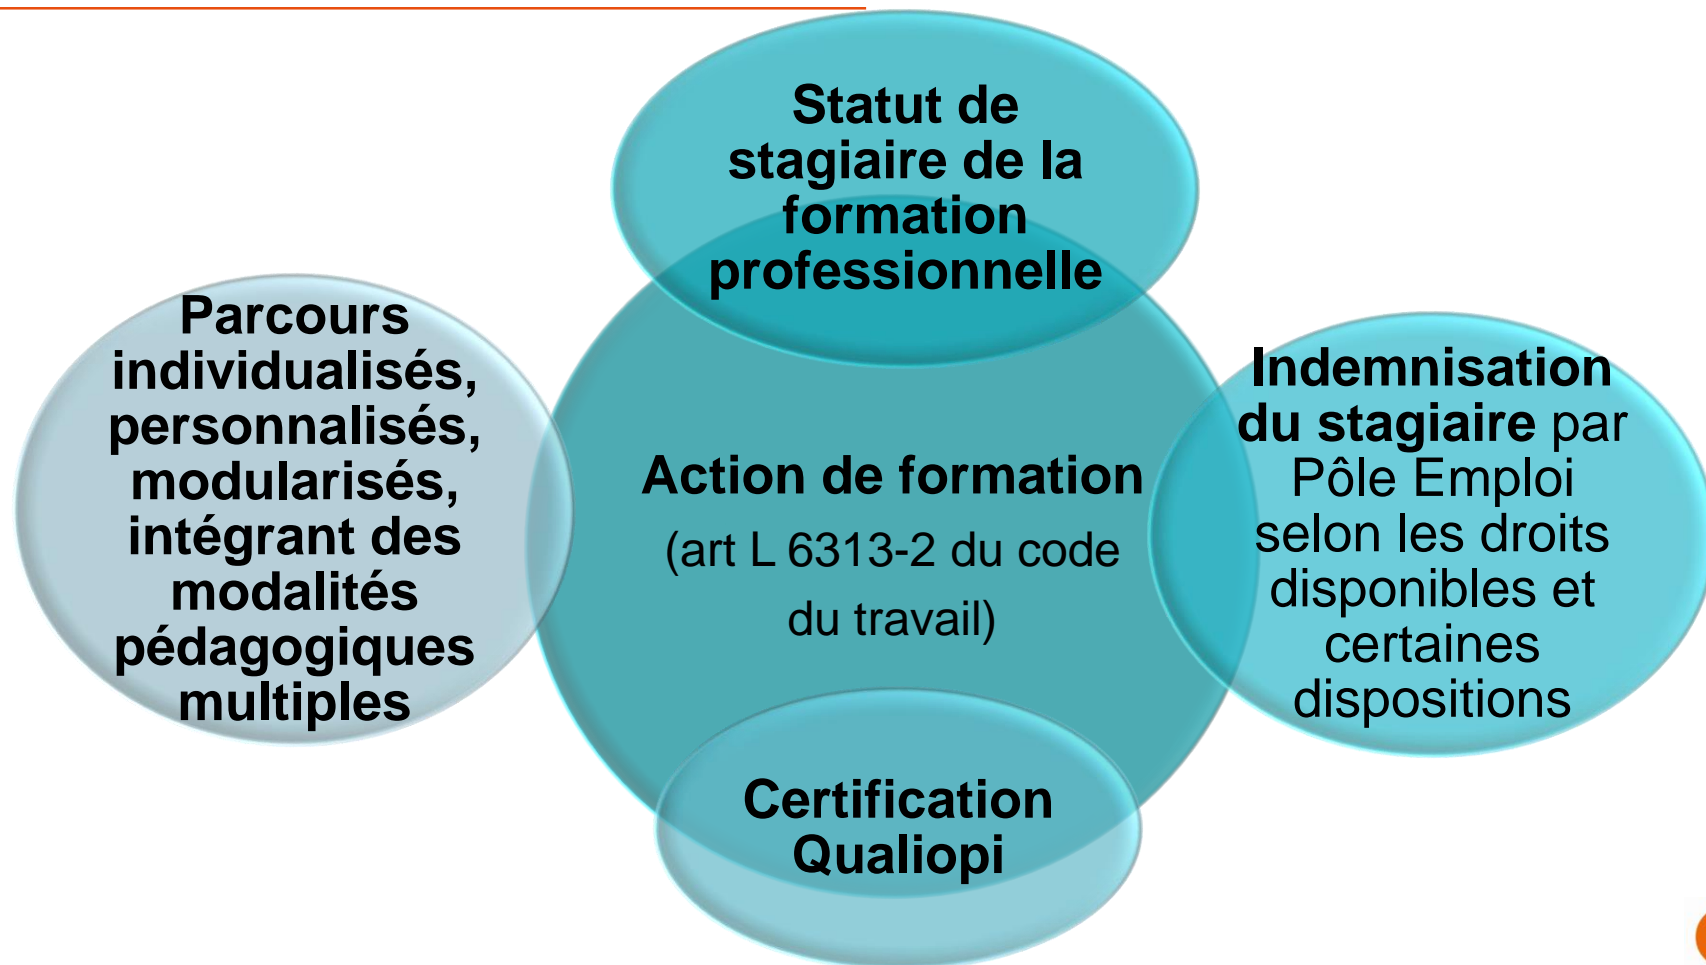 Statut de
stagiaire de la
formation
professionnelle
Parcours
individualisés,
personnalisés,
modularisés,
intégrant des
modalités
pédagogiques
multiples
Action de formation
(art L 6313-2 du code
du travail)
Indemnisation
du stagiaire par
Pôle Emploi
selon les droits
disponibles et
certaines
dispositions
Certification
Qualiopi